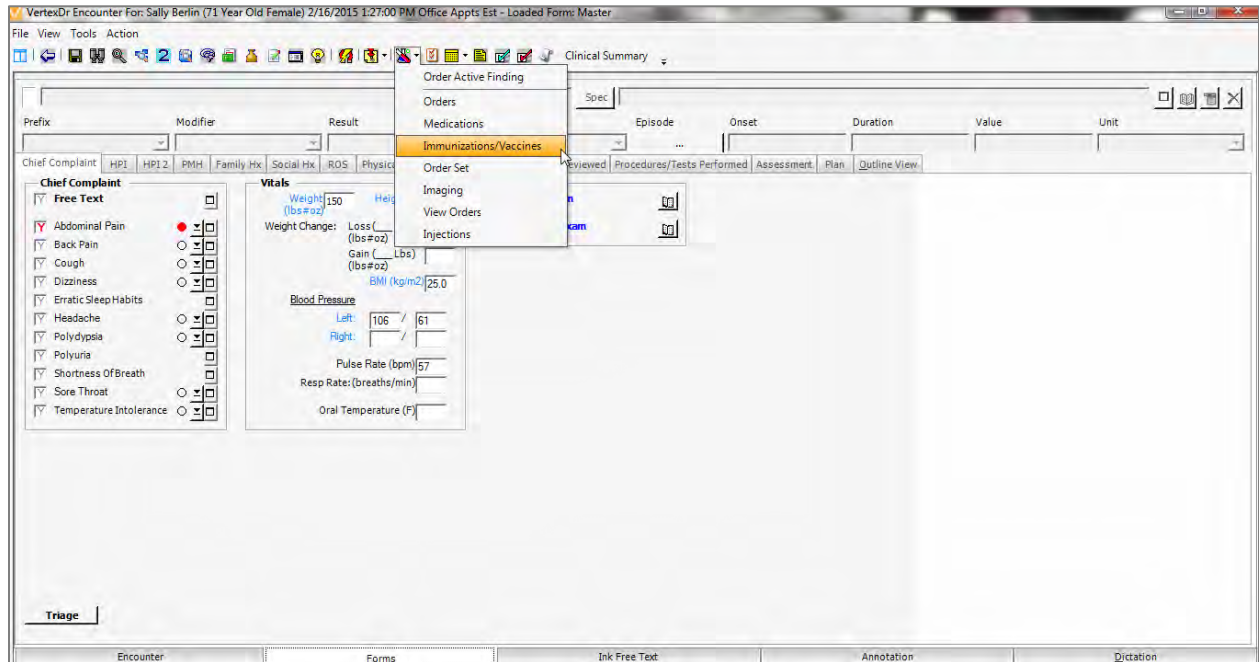 VertexDr Encounter For: Sally Berlin (71 Year Old Female) 2/16/2015 1:27:00 PM Office Appts Est - Loaded Form: Master
File View Tools Action
2 Clinical Summary
Order Active Finding
Orders
Medications
Immunizations/Vaccines
Order Set
Imaging
View Orders
Injections
Spec
Prefix Modifier Result Episode Onset Duration Value Unit
...
Chief Complaint HPI HPI 2 PMH Family Hx Social Hx ROS Physica eviewed Procedures/Tests Performed Assessment Plan Outline View
Chief Complaint
Y Free Text
Y Abdominal Pain
Y Back Pain
Y Cough
Y Dizziness
Y Erratic Sleep Habits
Y Headache
Y Polydypsia
Y Polyuria
Y Shortness Of Breath
Y Sore Throat
Y Temperature Intolerance
Vitals
Weight 150 Heig
(lbs#oz)
Weight Change: Loss (___
(lbs#oz)
Gain (___Lbs)
(lbs#oz)
BMI (kg/m2) 25.0
Blood Pressure
Left: 106 / 61
Right: /
Pulse Rate (bpm) 57
Resp Rate: (breaths/min)
Oral Temperature (F)
n
xam
Triage
Encounter Forms Ink Free Text Annotation Dictation